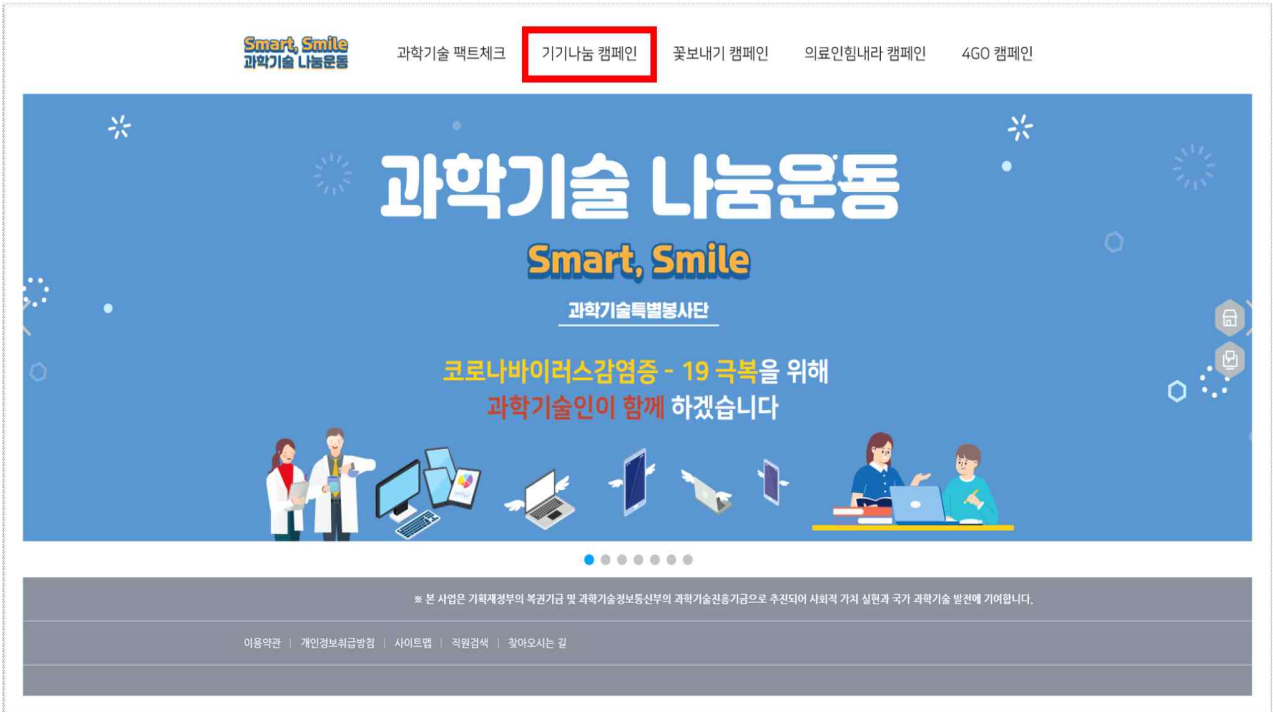 Smart, Smile
과학기술 나눔운동
과학기술 팩트체크
기기나눔 캠페인
꽃보내기 캠페인
의료인힘내라 캠페인
4GO 캠페인
과학기술 나눔운동
Smart, Smile
과학기술특별봉사단
코로나바이러스감염증 - 19 극복을 위해
과학기술인이 함께 하겠습니다
※ 본 사업은 기획재정부의 복권기금 및 과학기술정보통신부의 과학기술진흥기금으로 추진되어 사회적 가치 실현과 국가 과학기술 발전에 기여합니다.
이용약관 | 개인정보취급방침 | 사이트맵 | 직원검색 | 찾아오시는 길